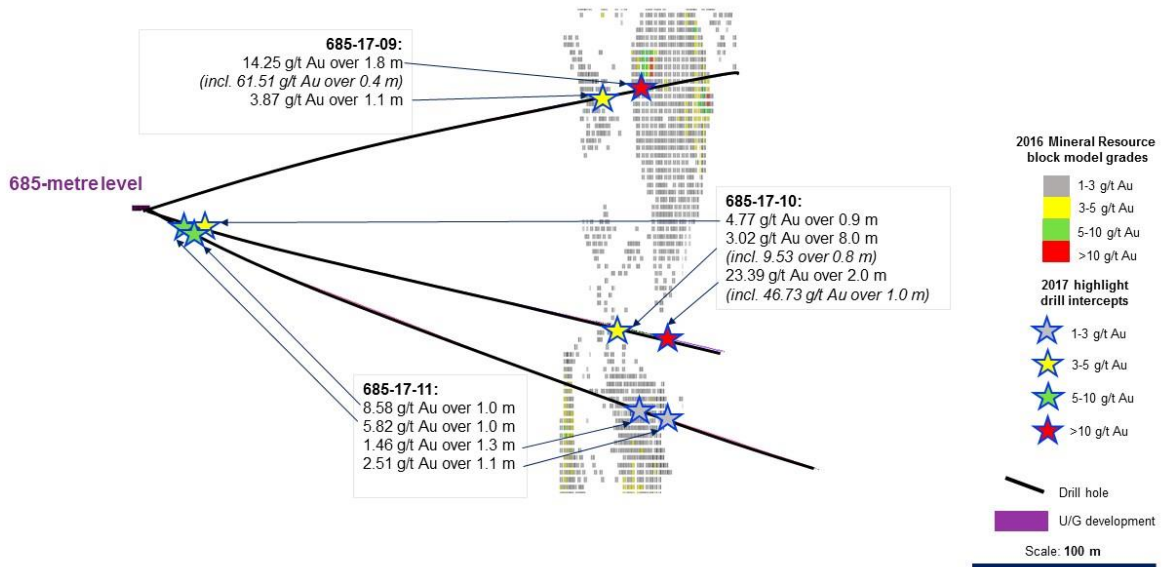 685-17-09:
14.25 g/t Au over 1.8 m
(incl. 61.51 g/t Au over 0.4 m)
3.87 g/t Au over 1.1 m
685-metre level
685-17-10:
4.77 g/t Au over 0.9 m
3.02 g/t Au over 8.0 m
(incl. 9.53 over 0.8 m)
23.39 g/t Au over 2.0 m
(incl. 46.73 g/t Au over 1.0 m)
685-17-11:
8.58 g/t Au over 1.0 m
5.82 g/t Au over 1.0 m
1.46 g/t Au over 1.3 m
2.51 g/t Au over 1.1 m
2016 Mineral Resource
block model grades
1-3 g/t Au
3-5 g/t Au
5-10 g/t Au
>10 g/t Au
2017 highlight
drill intercepts
1-3 g/t Au
3-5 g/t Au
5-10 g/t Au
>10 g/t Au
Drill hole
U/G development
Scale: 100 m